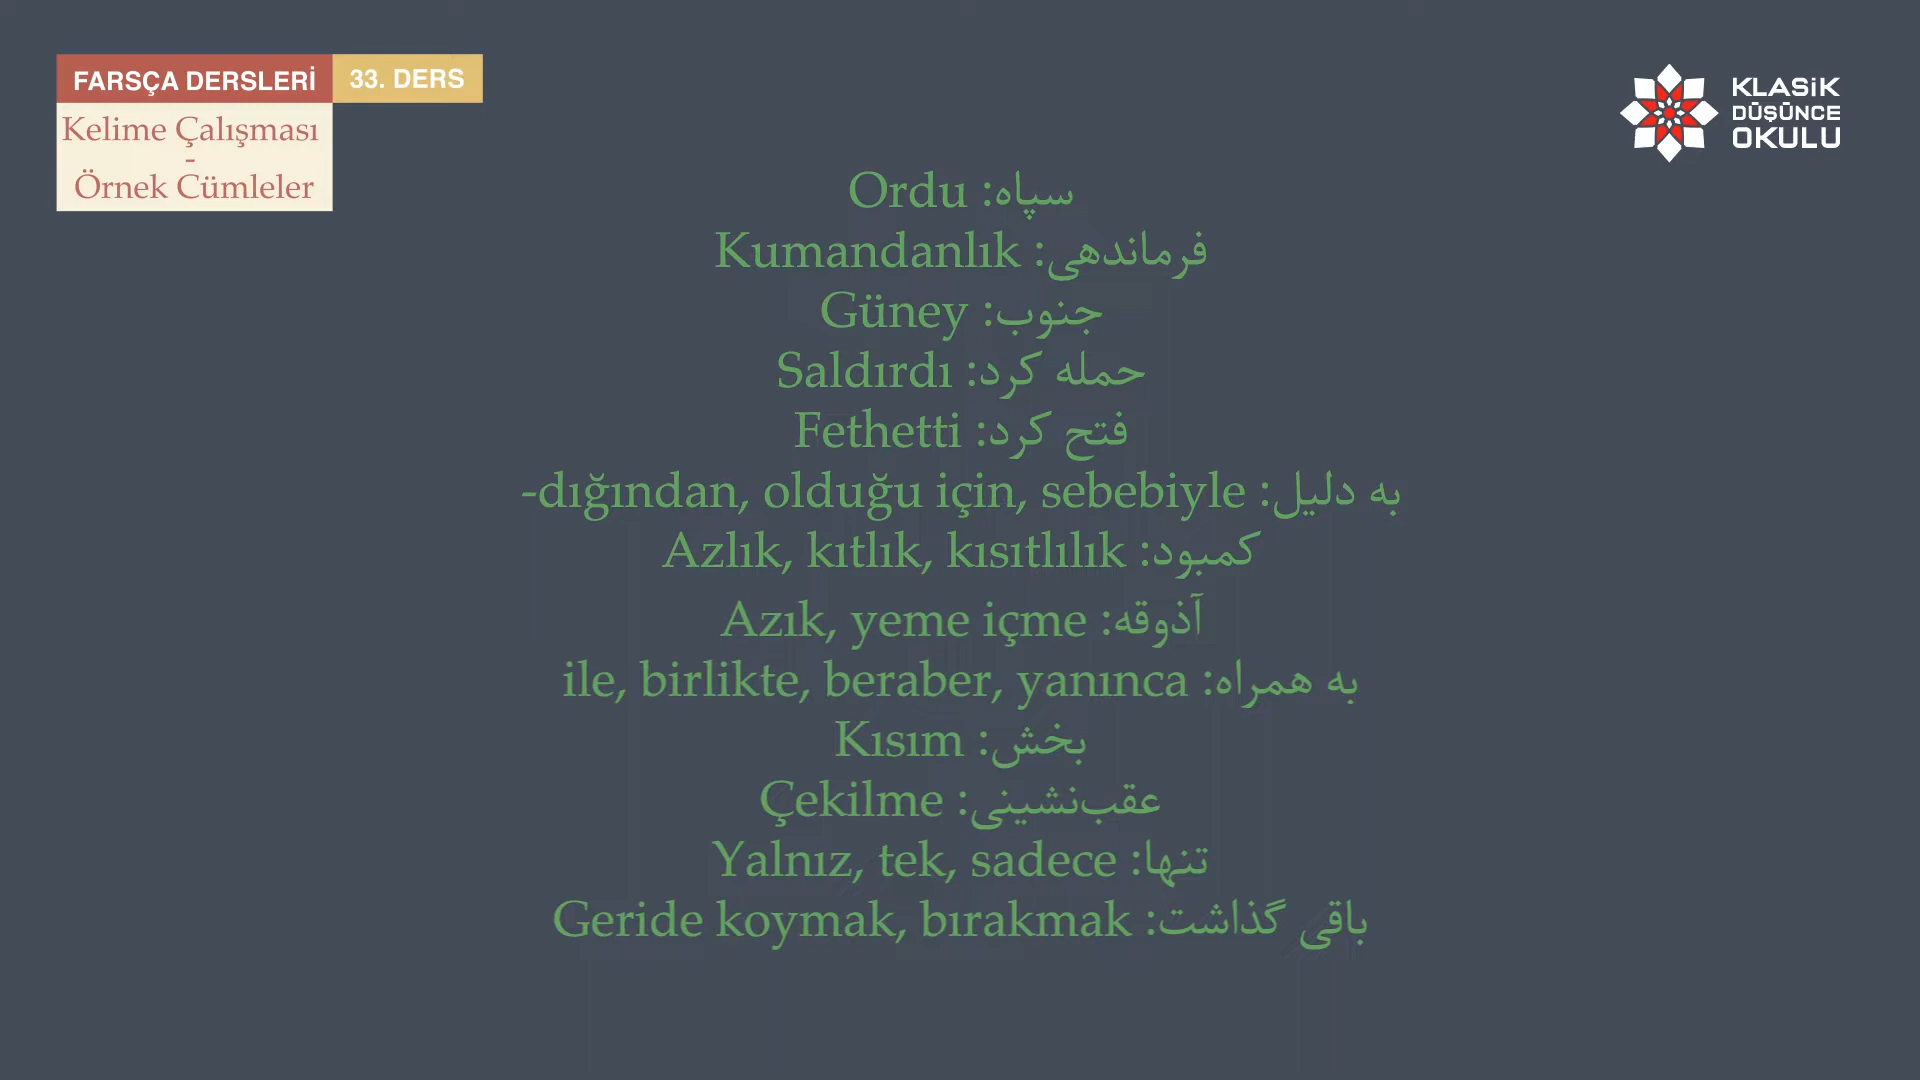 FARSÇA DERSLERİ
33. DERS
Kelime Çalışması
-
Örnek Cümleler
KLASİK
DÜŞÜNCE
OKULU
سپاه: Ordu
فرماندهی: Kumandanlık
جنوب: Güney
حمله کرد: Saldırdı
فتح کرد: Fethetti
به دلیل: -dığından, olduğu için, sebebiyle
کمبود: Azlık, kıtlık, kısıtlılık
آذوقه: Azık, yeme içme
به همراه: ile, birlikte, beraber, yanınca
بخش: Kısım
عقب‌نشینی: Çekilme
تنها: Yalnız, tek, sadece
باقی گذاشت: Geride koymak, bırakmak